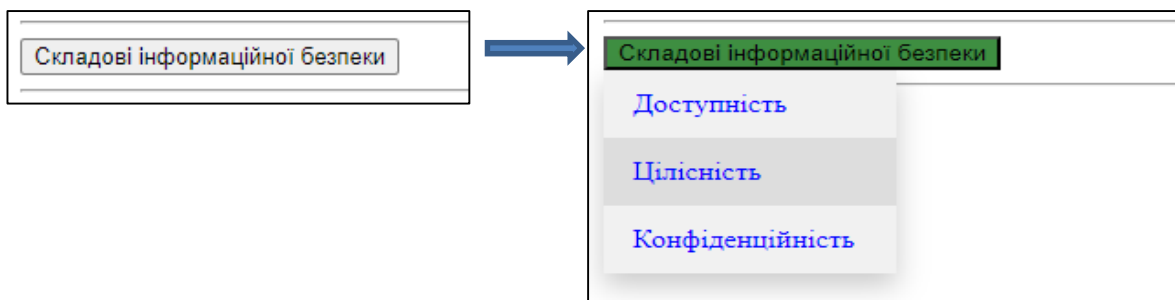 Складові інформаційної безпеки
Складові інформаційної безпеки
Доступність
Цілісність
Конфіденційність